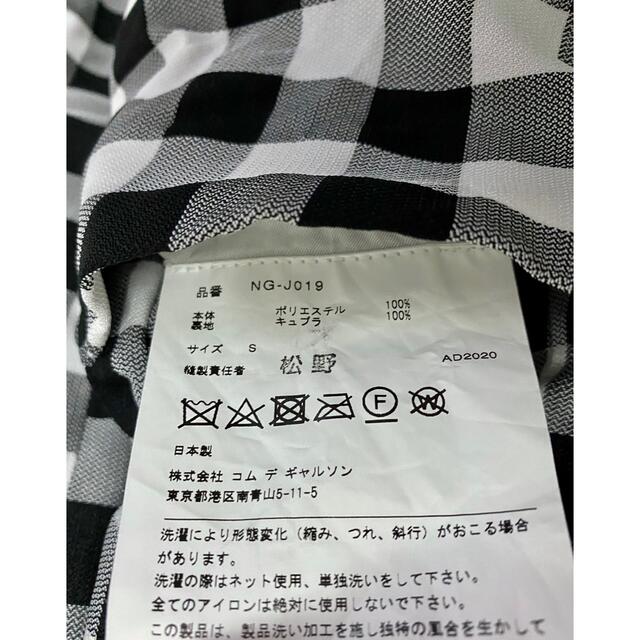 品番 NG-J019
本体 ポリエステル 100%
裏地 キュプラ 100%
サイズ S
縫製責任者 松野 AD2020
F W
日本製
株式会社 コム デ ギャルソン
東京都港区南青山5-11-5
洗濯により形態変化（縮み、つれ、斜行）がおこる場合
があります。
洗濯の際はネット使用、単独洗いをして下さい。
全てのアイロンは絶対に使用しないで下さい。
この製品は、製品洗い加工を施し独特の風合を生かして